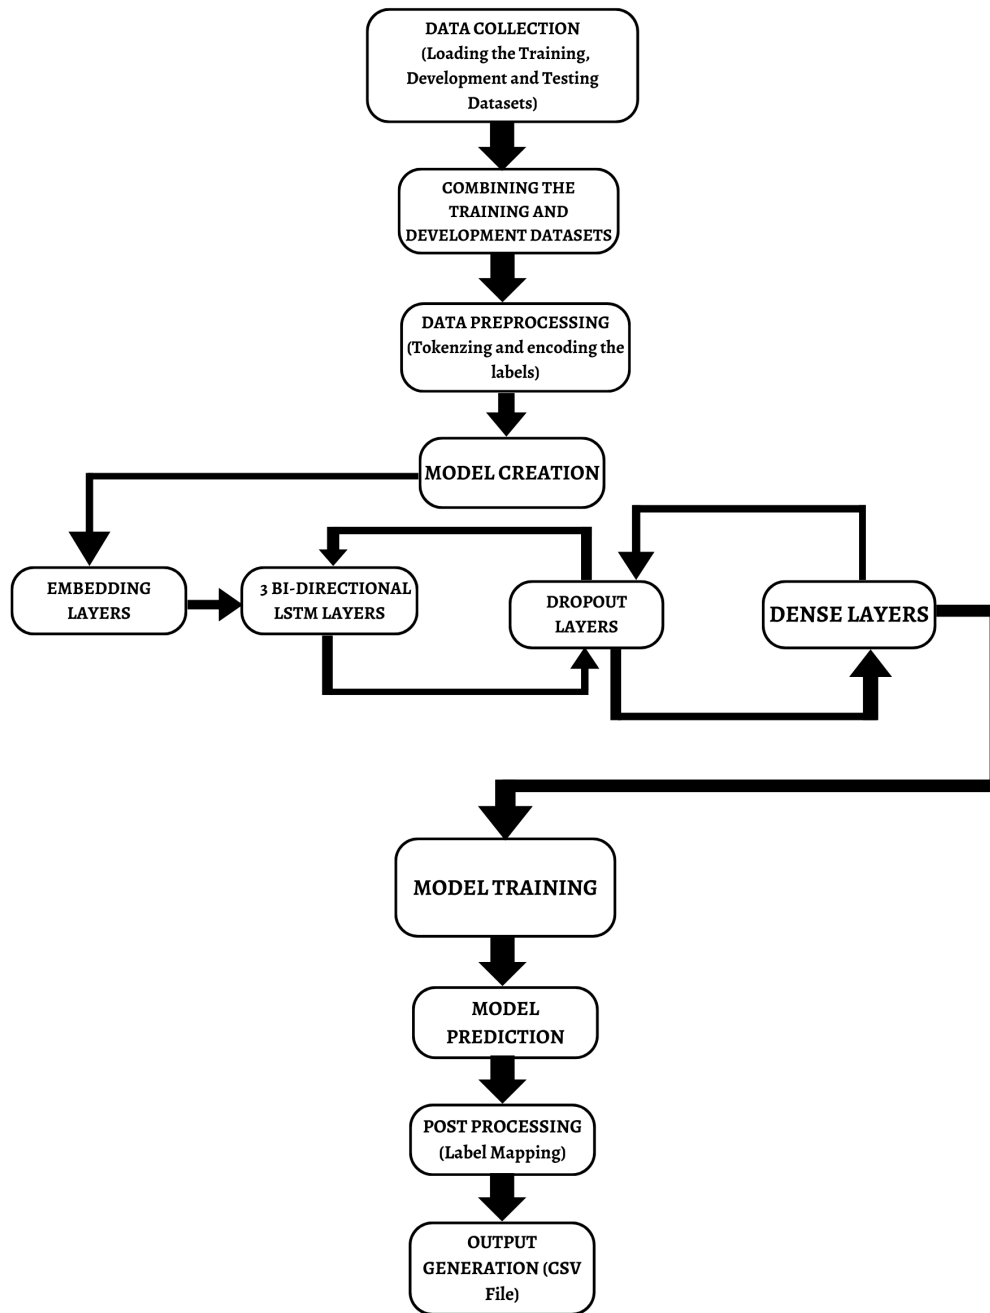 DATA COLLECTION
(Loading the Training,
Development and Testing
Datasets)
COMBINING THE
TRAINING AND
DEVELOPMENT DATASETS
DATA PREPROCESSING
(Tokenzing and encoding the
labels)
MODEL CREATION
EMBEDDING
LAYERS
3 BI-DIRECTIONAL
LSTM LAYERS
DROPOUT
LAYERS
DENSE LAYERS
MODEL TRAINING
MODEL
PREDICTION
POST PROCESSING
(Label Mapping)
OUTPUT
GENERATION (CSV
File)